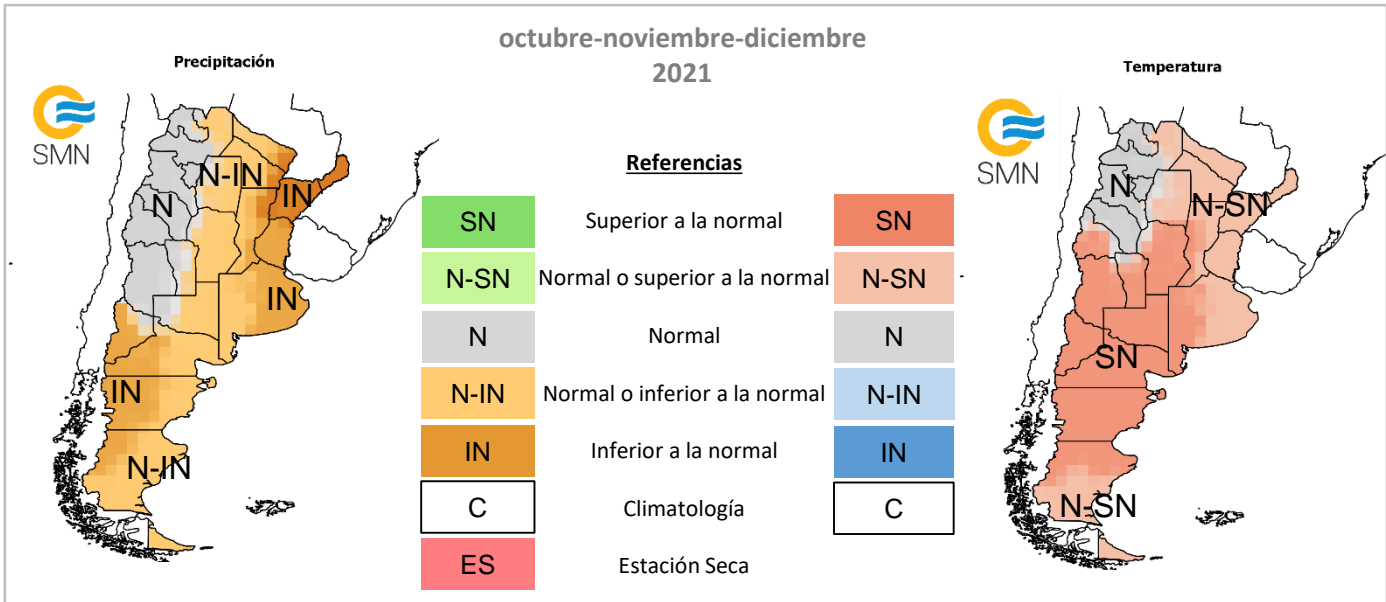 octubre-noviembre-diciembre
2021
Precipitación
SMN
N-IN
IN
N
IN
IN
N-IN
Referencias
SN Superior a la normal SN
N-SN Normal o superior a la normal N-SN
N Normal N
N-IN Normal o inferior a la normal N-IN
IN Inferior a la normal IN
C Climatología C
ES Estación Seca
Temperatura
SMN
N
N-SN
SN
N-SN